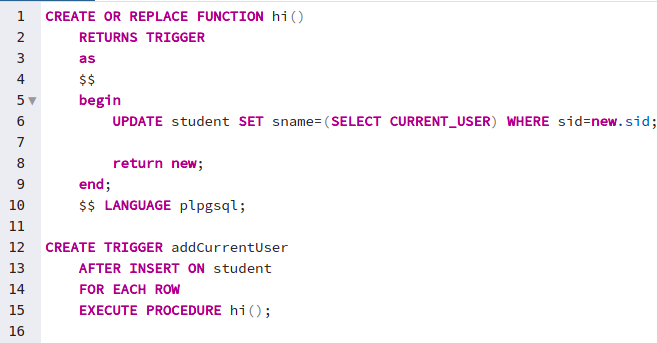 1 CREATE OR REPLACE FUNCTION hi()
2 RETURNS TRIGGER
3 as
4 $$
5 begin
6 UPDATE student SET sname=(SELECT CURRENT_USER) WHERE sid=new.sid;
7
8 return new;
9 end;
10 $$ LANGUAGE plpgsql;
11
12 CREATE TRIGGER addCurrentUser
13 AFTER INSERT ON student
14 FOR EACH ROW
15 EXECUTE PROCEDURE hi();
16